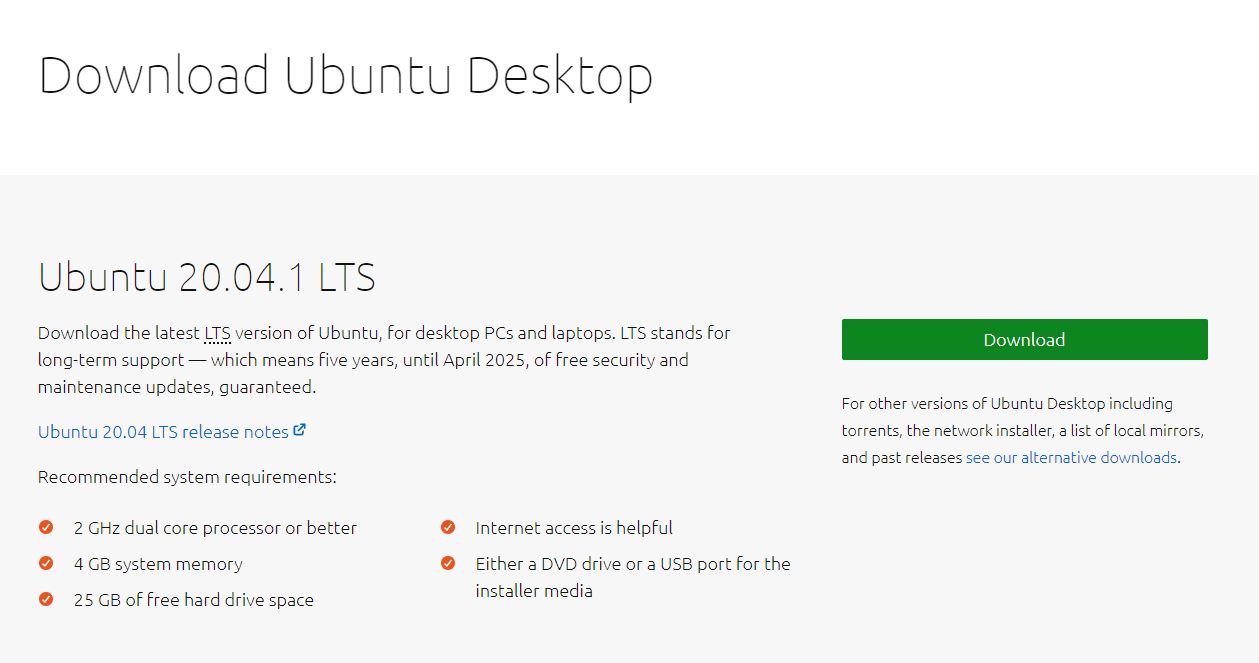 Download Ubuntu Desktop
Ubuntu 20.04.1 LTS
Download the latest LTS version of Ubuntu, for desktop PCs and laptops. LTS stands for
long-term support — which means five years, until April 2025, of free security and
maintenance updates, guaranteed.
Ubuntu 20.04 LTS release notes
Recommended system requirements:
2 GHz dual core processor or better
4 GB system memory
25 GB of free hard drive space
Internet access is helpful
Either a DVD drive or a USB port for the
installer media
Download
For other versions of Ubuntu Desktop including
torrents, the network installer, a list of local mirrors,
and past releases see our alternative downloads.